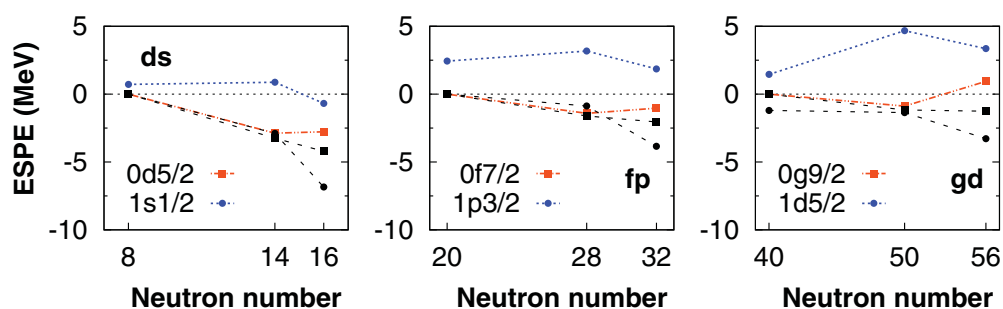 ESPE (MeV)
5
0
-5
-10
ds
0d5/2
1s1/2
8
14
16
Neutron number
5
0
-5
-10
0f7/2
1p3/2
fp
20
28
32
Neutron number
5
0
-5
-10
0g9/2
1d5/2
gd
40
50
56
Neutron number